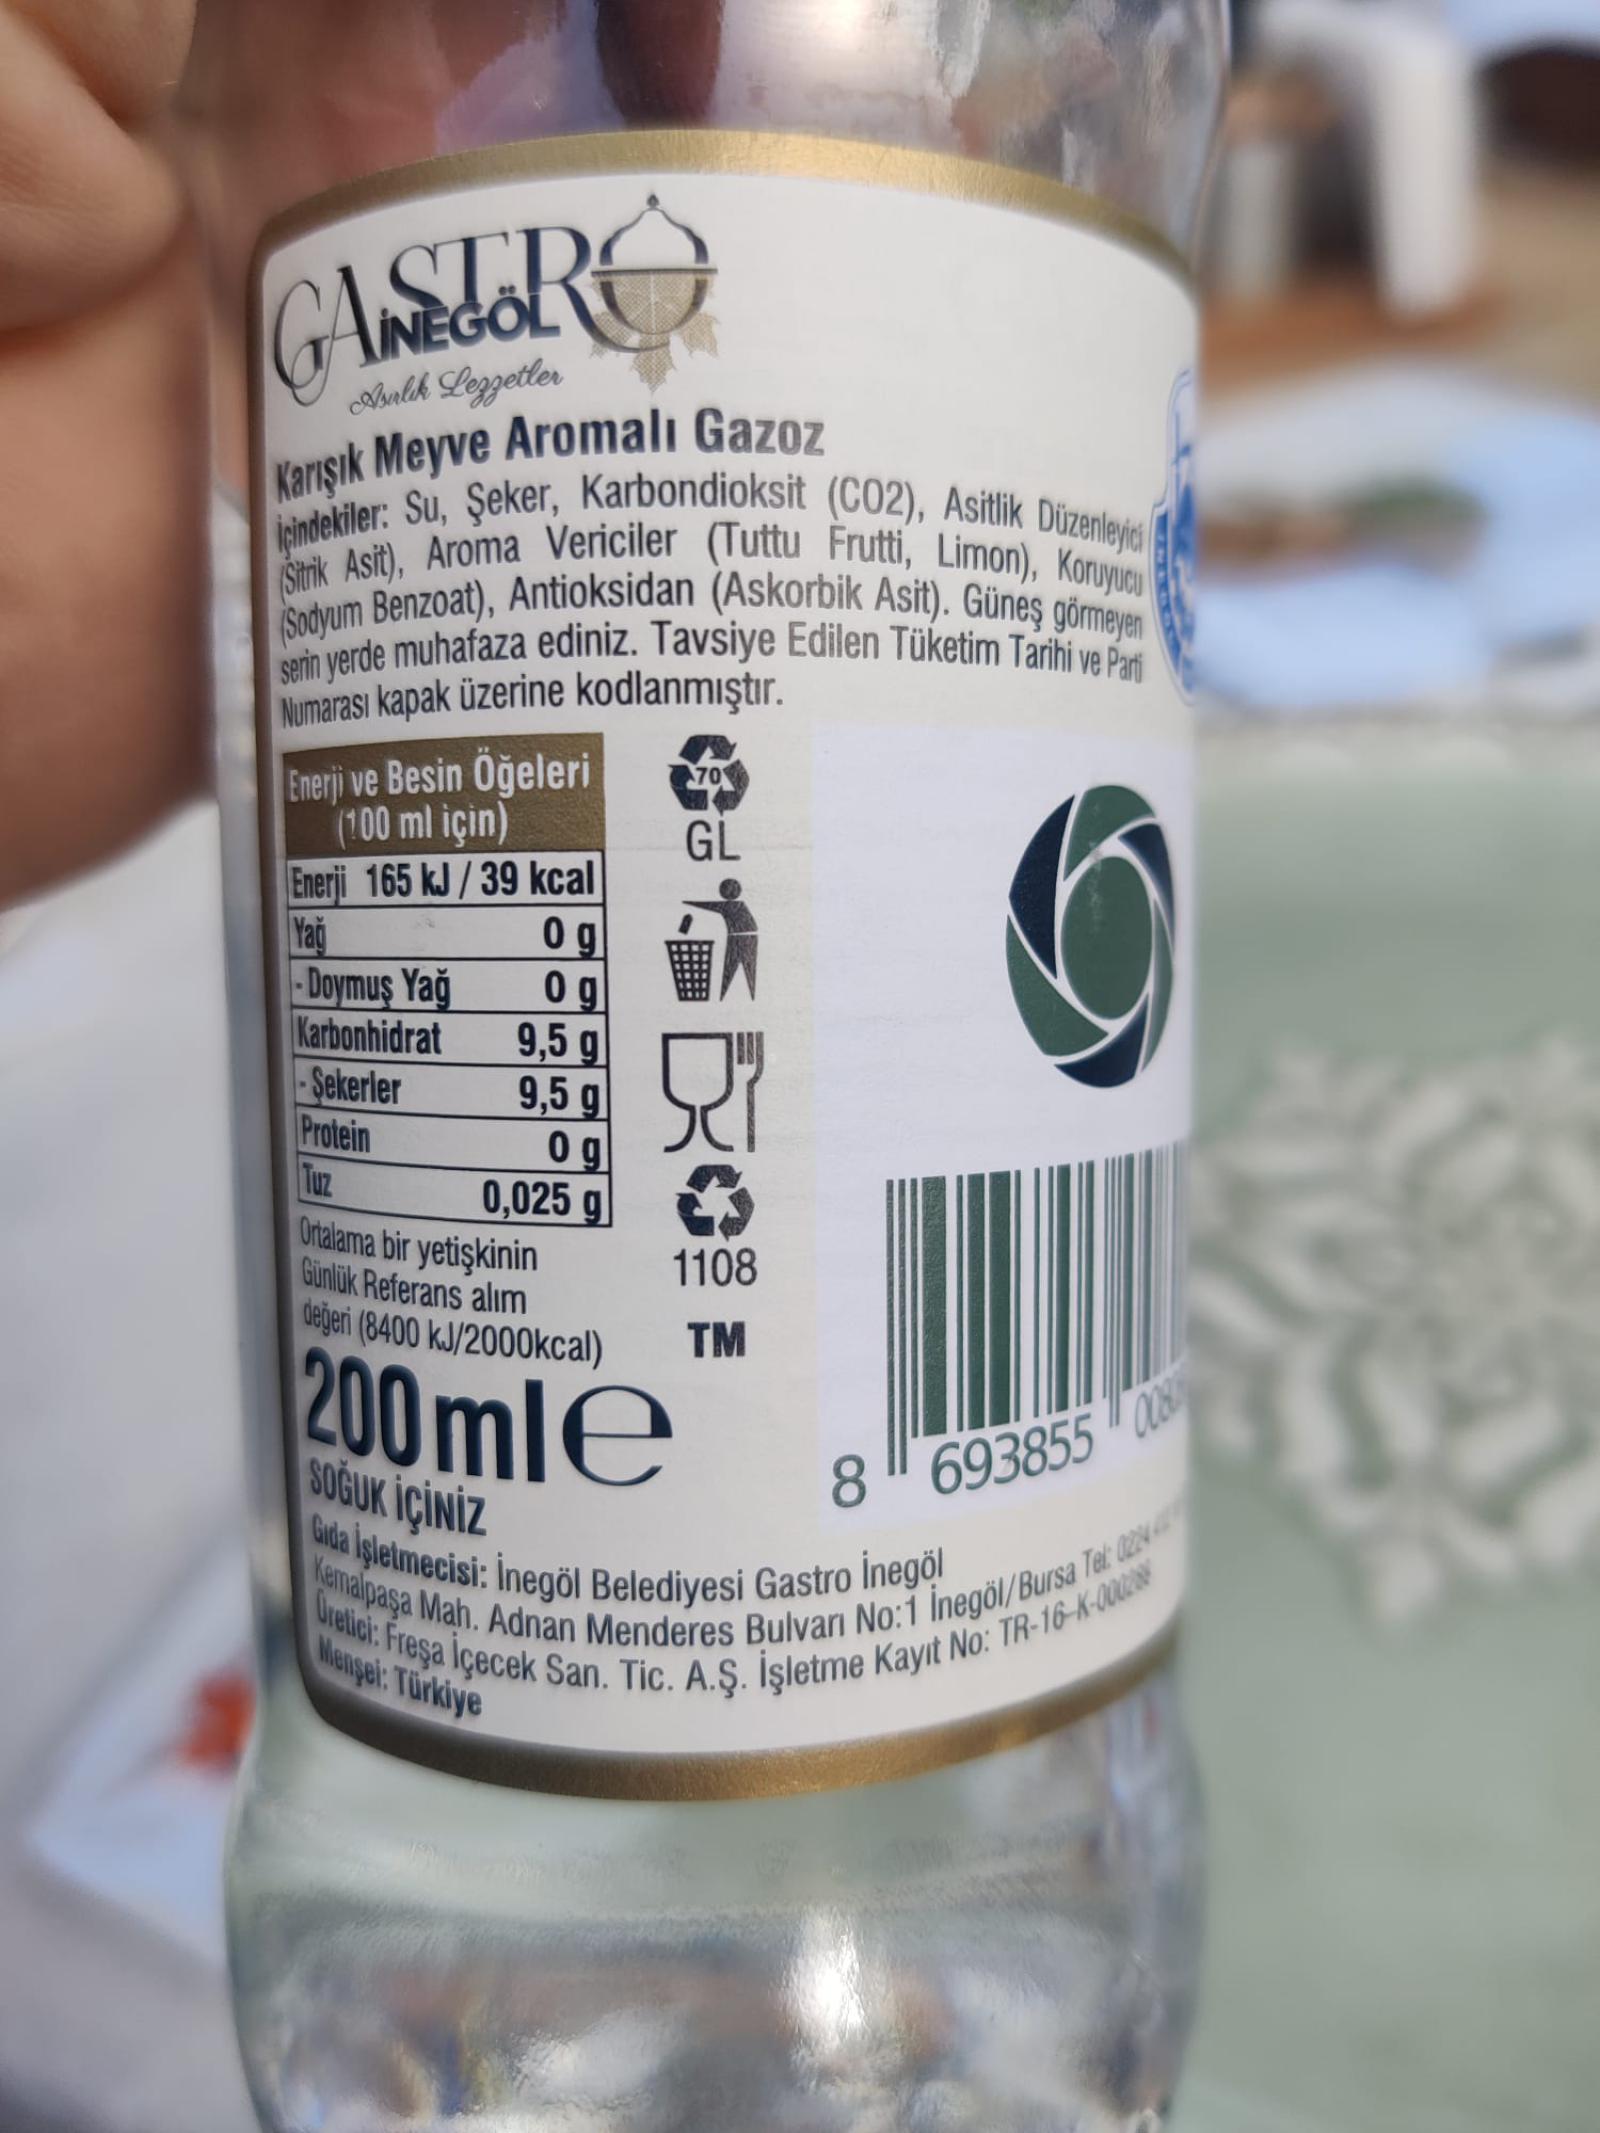 GASTRO
İNEGÖL
Asırlık Lezzetler
Karışık Meyve Aromalı Gazoz
İçindekiler: Su, Şeker, Karbondioksit (CO2), Asitlik Düzenleyici
(Sitrik Asit), Aroma Vericiler (Tuttu Frutti, Limon), Koruyucu
(Sodyum Benzoat), Antioksidan (Askorbik Asit). Güneş görmeyen
serin yerde muhafaza ediniz. Tavsiye Edilen Tüketim Tarihi ve Parti
Numarası kapak üzerine kodlanmıştır.
Enerji ve Besin Öğeleri
(100 ml için)
Enerji 165 kJ / 39 kcal
Yağ 0 g
- Doymuş Yağ 0 g
Karbonhidrat 9,5 g
- Şekerler 9,5 g
Protein 0 g
Tuz 0,025 g
Ortalama bir yetişkinin
Günlük Referans alım
değeri (8400 kJ/2000kcal)
200 ml e
SOĞUK İÇİNİZ
70
GL
1108
TM
8 693855
Gıda İşletmecisi: İnegöl Belediyesi Gastro İnegöl
Kemalpaşa Mah. Adnan Menderes Bulvarı No:1 İnegöl/Bursa Tel: 0224
Üretici: Freşa İçecek San. Tic. A.Ş. İşletme Kayıt No: TR-16-K-000288
Menşei: Türkiye